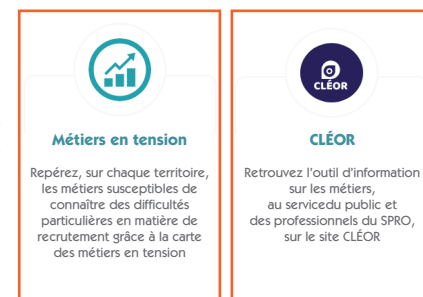 Métiers en tension
Repérez, sur chaque territoire,
les métiers susceptibles de
connaître des difficultés
particulières en matière de
recrutement grâce à la carte
des métiers en tension
CLÉOR
CLÉOR
Retrouvez l'outil d'information
sur les métiers,
au servicedu public et
des professionnels du SPRO,
sur le site CLÉOR